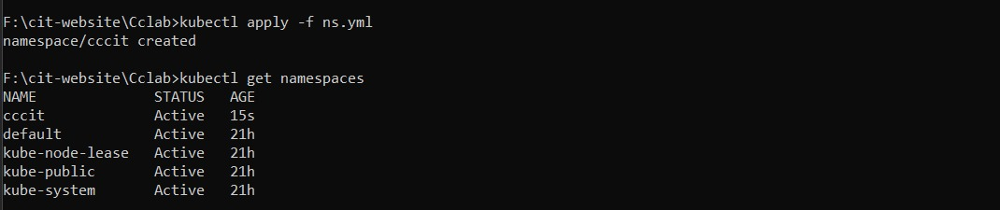 F:\cit-website\Cclab>kubectl apply -f ns.yml
namespace/cccit created
F:\cit-website\Cclab>kubectl get namespaces
NAME STATUS AGE
cccit Active 15s
default Active 21h
kube-node-lease Active 21h
kube-public Active 21h
kube-system Active 21h